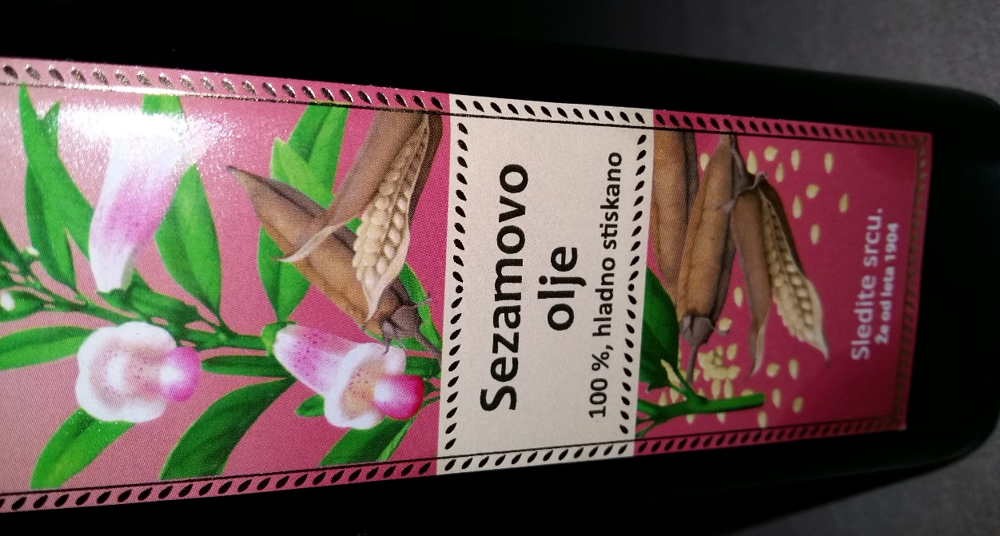 Sezamovo
olje
100 %, hladno stiskano
Sledite srcu.
Že od leta 1904